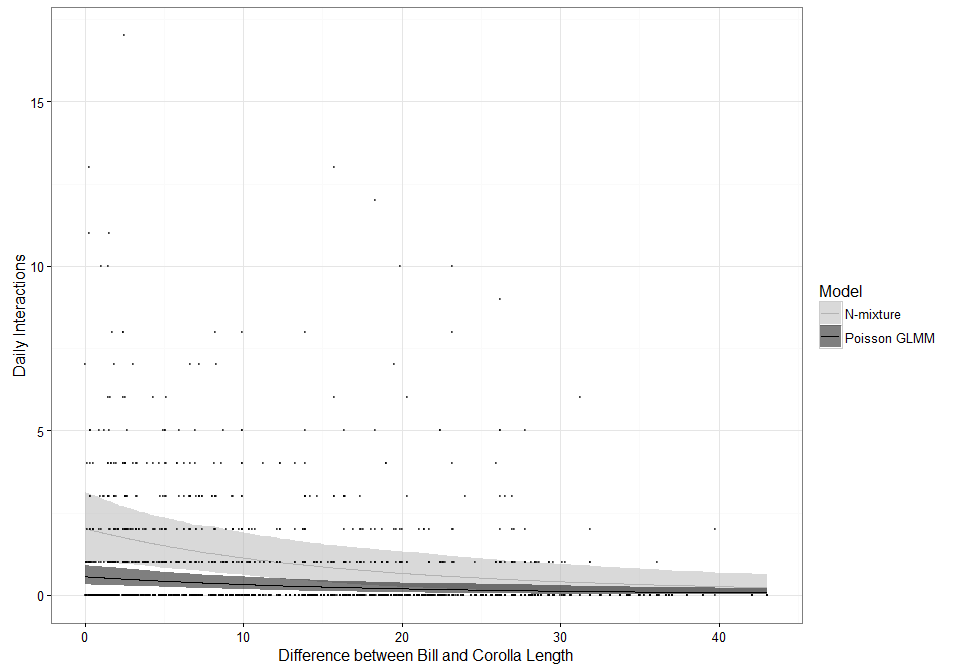 15
10
5
0
Daily Interactions
0 10 20 30 40
Difference between Bill and Corolla Length
Model
N-mixture
Poisson GLMM